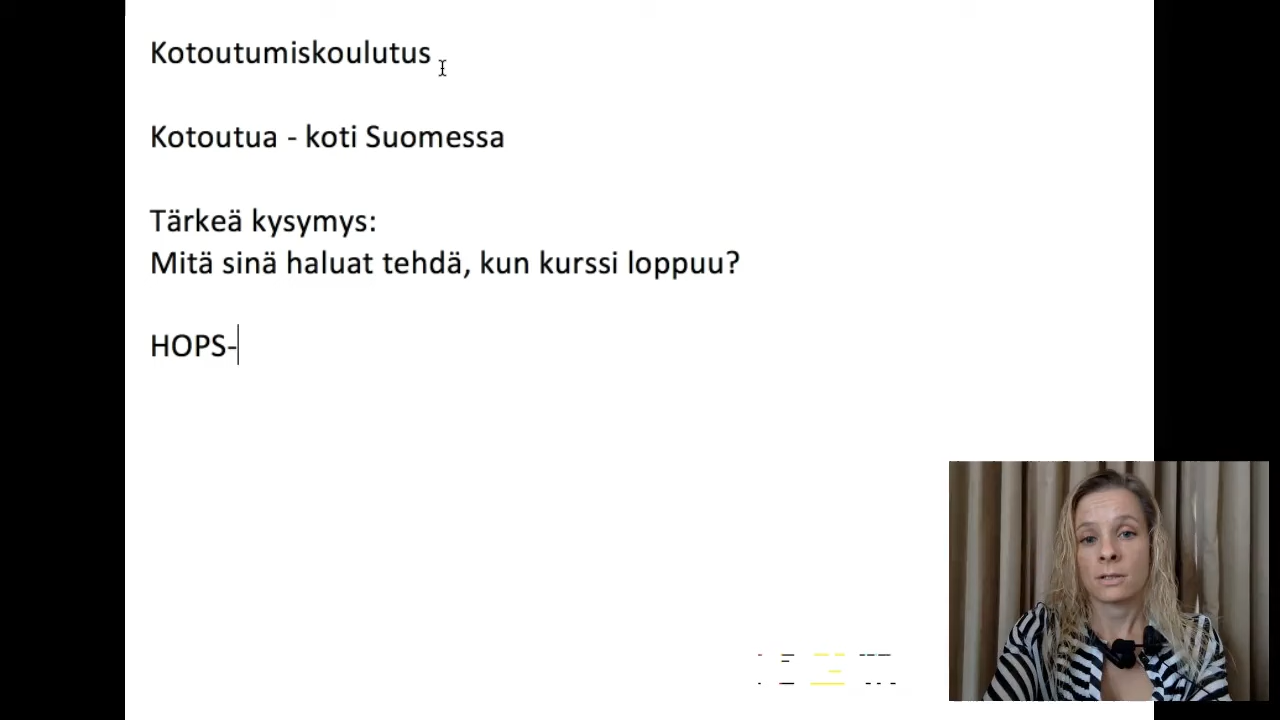 Kotoutumiskoulutus
Kotoutua - koti Suomessa
Tärkeä kysymys:
Mitä sinä haluat tehdä, kun kurssi loppuu?
HOPS-